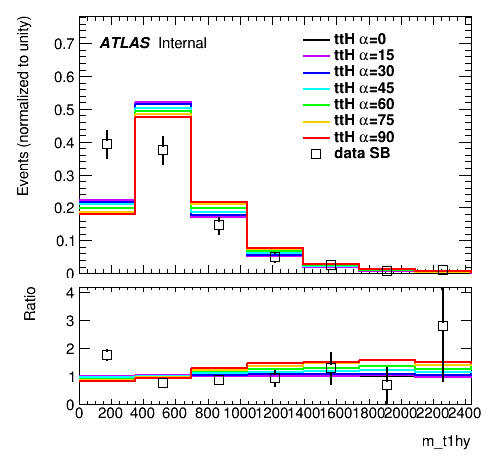 ATLAS Internal
ttH α=0
ttH α=15
ttH α=30
ttH α=45
ttH α=60
ttH α=75
ttH α=90
data SB
Events (normalized to unity)
0.7
0.6
0.5
0.4
0.3
0.2
0.1
0
Ratio
4
3
2
1
0
0 200 400 600 800 1000 1200 1400 1600 1800 2000 2200 2400
m_t1hy